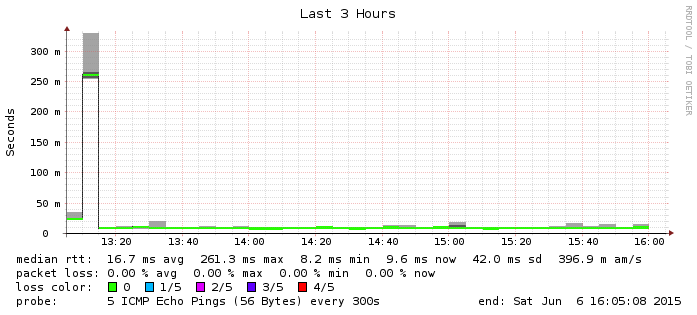 Last 3 Hours
RRDTOOL / TOBI OETIKER
Seconds
300 m
250 m
200 m
150 m
100 m
50 m
0
13:20 13:40 14:00 14:20 14:40 15:00 15:20 15:40 16:00
median rtt: 16.7 ms avg 261.3 ms max 8.2 ms min 9.6 ms now 42.0 ms sd 396.9 m am/s
packet loss: 0.00 % avg 0.00 % max 0.00 % min 0.00 % now
loss color: 0 1/5 2/5 3/5 4/5
probe: 5 ICMP Echo Pings (56 Bytes) every 300s end: Sat Jun 6 16:05:08 2015